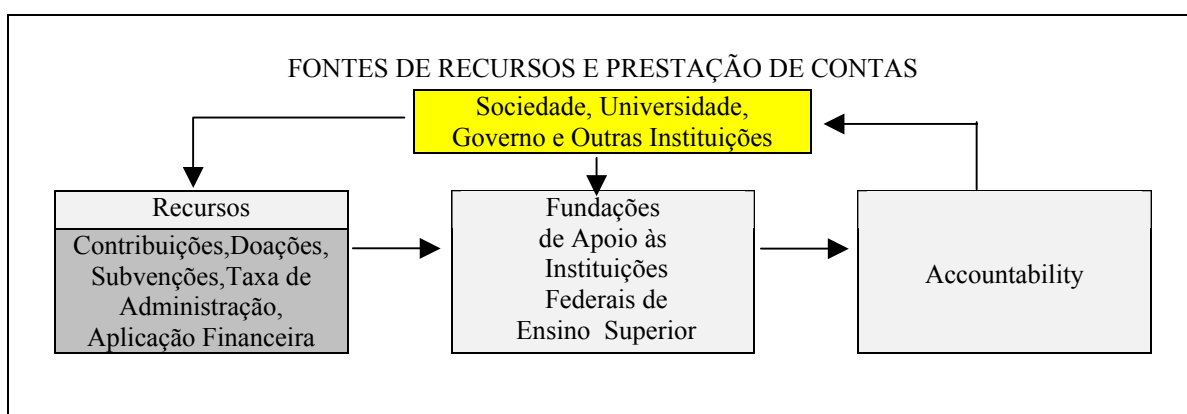 FONTES DE RECURSOS E PRESTAÇÃO DE CONTAS
Sociedade, Universidade,
Governo e Outras Instituições
Recursos
Contribuições,Doações,
Subvenções,Taxa de
Administração,
Aplicação Financeira
Fundações
de Apoio às
Instituições
Federais de
Ensino Superior
Accountability